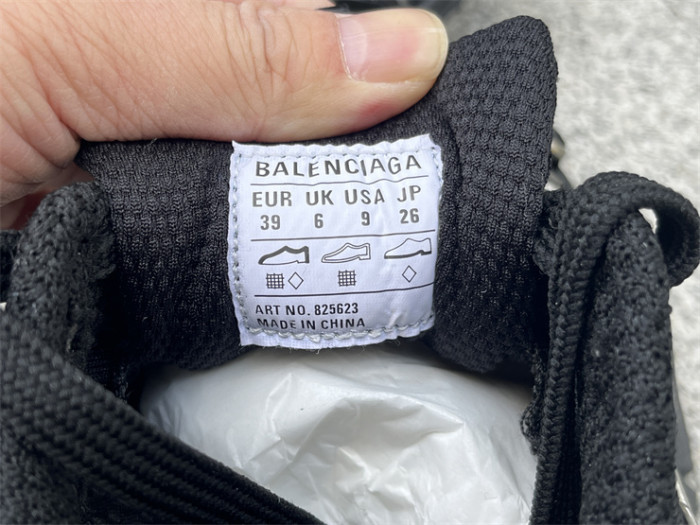 BALENCIAGA
EUR UK USA JP
39 6 9 26
ART NO. 825623
MADE IN CHINA